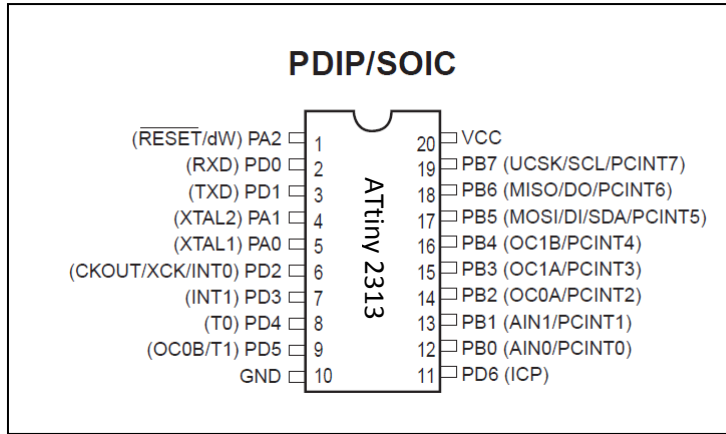 PDIP/SOIC
(RESET/dW) PA2 1 20 VCC
(RXD) PD0 2 19 PB7 (UCSK/SCL/PCINT7)
(TXD) PD1 3 18 PB6 (MISO/DO/PCINT6)
(XTAL2) PA1 4 17 PB5 (MOSI/DI/SDA/PCINT5)
(XTAL1) PA0 5 16 PB4 (OC1B/PCINT4)
(CKOUT/XCK/INT0) PD2 6 15 PB3 (OC1A/PCINT3)
(INT1) PD3 7 14 PB2 (OC0A/PCINT2)
(T0) PD4 8 13 PB1 (AIN1/PCINT1)
(OC0B/T1) PD5 9 12 PB0 (AIN0/PCINT0)
GND 10 11 PD6 (ICP)
ATtiny 2313